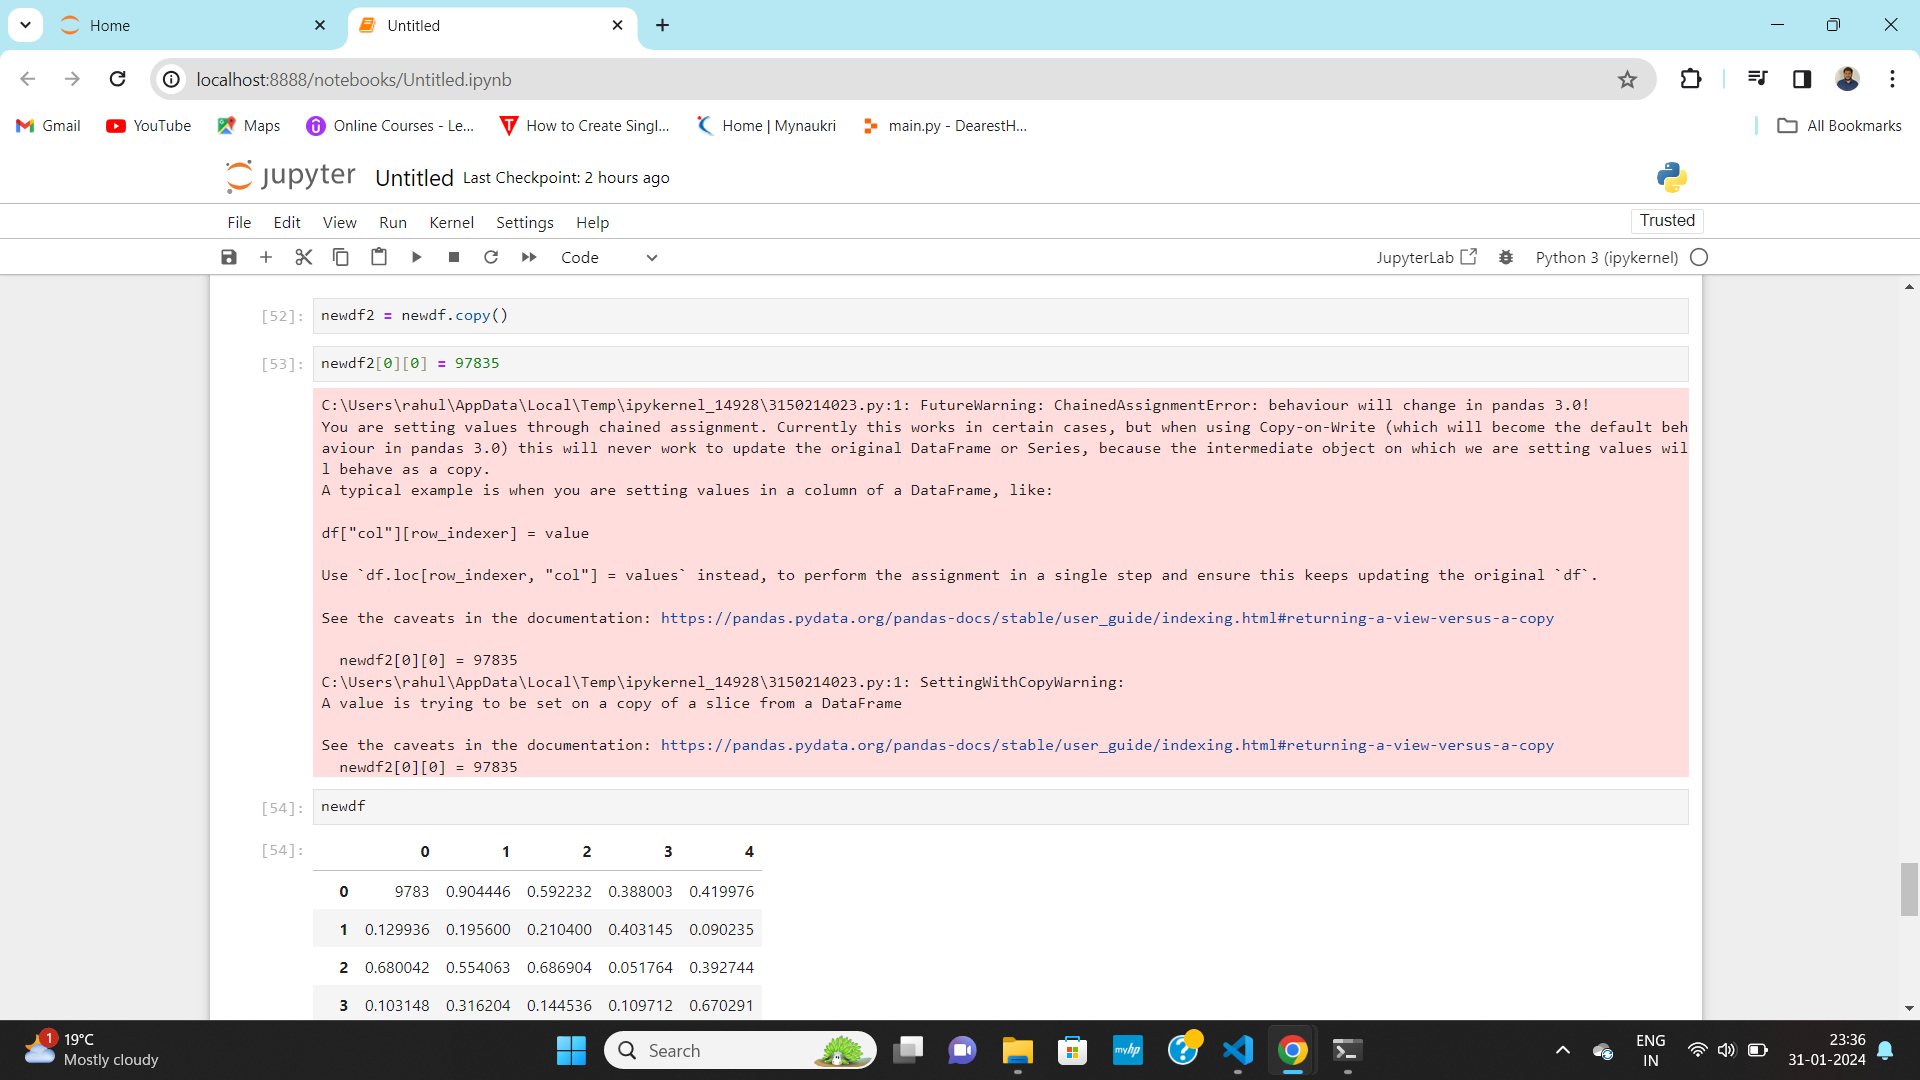 Home
Untitled
localhost:8888/notebooks/Untitled.ipynb
Gmail
YouTube
Maps
Online Courses - Le...
How to Create Singl...
Home | Mynaukri
main.py - DearestH...
All Bookmarks
jupyter Untitled Last Checkpoint: 2 hours ago
File Edit View Run Kernel Settings Help
Trusted
Code
JupyterLab
Python 3 (ipykernel)
[52]: newdf2 = newdf.copy()
[53]: newdf2[0][0] = 97835
C:\Users\rahul\AppData\Local\Temp\ipykernel_14928\3150214023.py:1: FutureWarning: ChainedAssignmentError: behaviour will change in pandas 3.0!
You are setting values through chained assignment. Currently this works in certain cases, but when using Copy-on-Write (which will become the default beh
aviour in pandas 3.0) this will never work to update the original DataFrame or Series, because the intermediate object on which we are setting values wil
l behave as a copy.
A typical example is when you are setting values in a column of a DataFrame, like:
df["col"][row_indexer] = value
Use `df.loc[row_indexer, "col"] = values` instead, to perform the assignment in a single step and ensure this keeps updating the original `df`.
See the caveats in the documentation: https://pandas.pydata.org/pandas-docs/stable/user_guide/indexing.html#returning-a-view-versus-a-copy
newdf2[0][0] = 97835
C:\Users\rahul\AppData\Local\Temp\ipykernel_14928\3150214023.py:1: SettingWithCopyWarning:
A value is trying to be set on a copy of a slice from a DataFrame
See the caveats in the documentation: https://pandas.pydata.org/pandas-docs/stable/user_guide/indexing.html#returning-a-view-versus-a-copy
newdf2[0][0] = 97835
[54]: newdf
[54]:
0 1 2 3 4
0 9783 0.904446 0.592232 0.388003 0.419976
1 0.129936 0.195600 0.210400 0.403145 0.090235
2 0.680042 0.554063 0.686904 0.051764 0.392744
3 0.103148 0.316204 0.144536 0.109712 0.670291
1
19°C
Mostly cloudy
Search
myhp
ENG
IN
23:36
31-01-2024